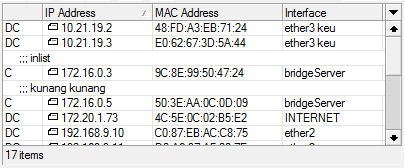 IP Address MAC Address Interface
DC 10.21.19.2 48:FD:A3:EB:71:24 ether3 keu
DC 10.21.19.3 E0:62:67:3D:5A:44 ether3 keu
;;; inlist
C 172.16.0.3 9C:8E:99:50:47:24 bridgeServer
;;; kunang kunang
C 172.16.0.5 50:3E:AA:0C:0D:09 bridgeServer
DC 172.20.1.73 4C:5E:0C:02:B5:E2 INTERNET
DC 192.168.9.10 C0:87:EB:AC:C8:75 ether2
17 items